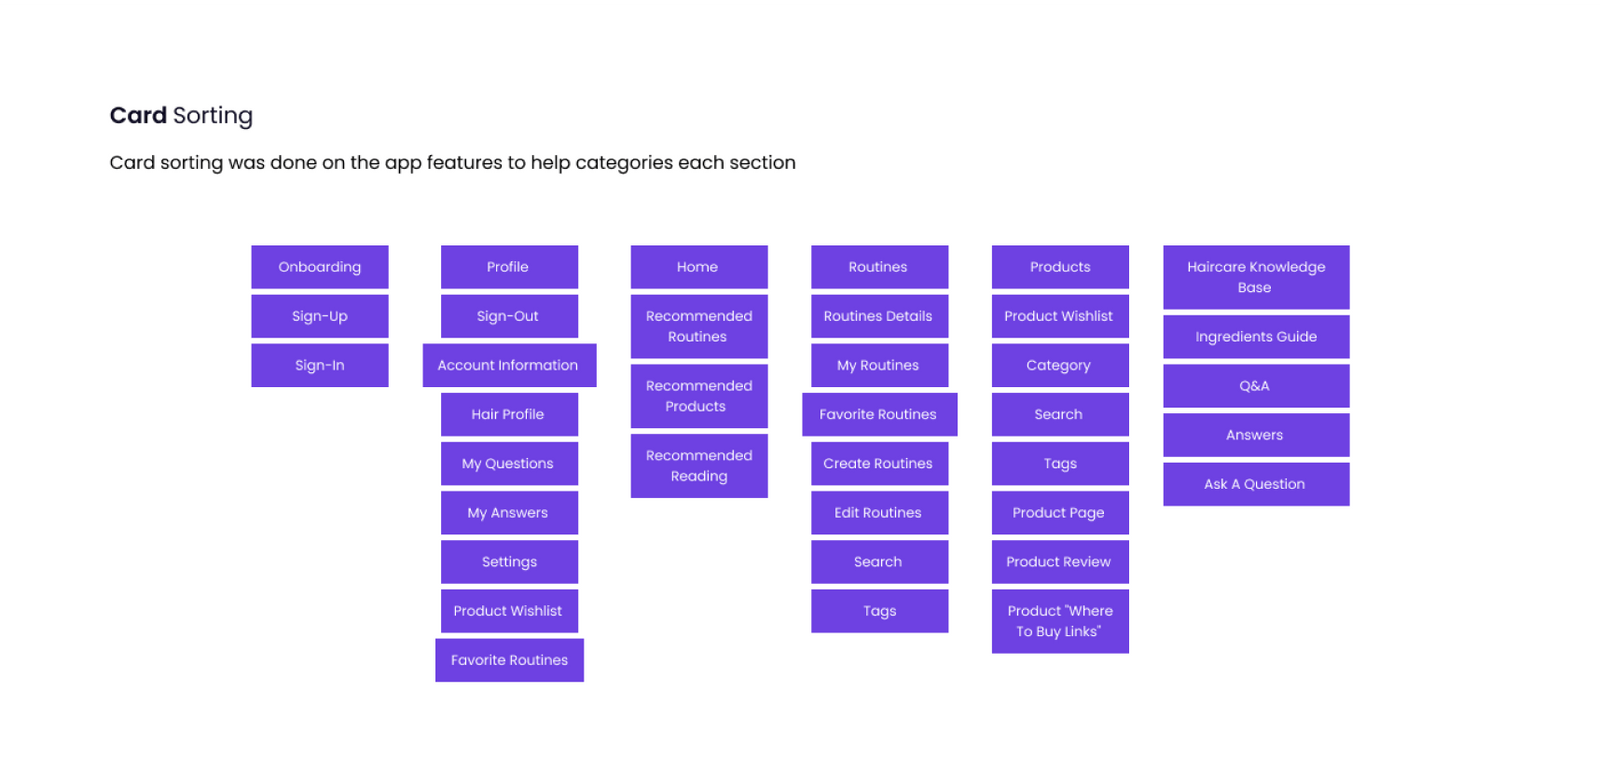 Card Sorting
Card sorting was done on the app features to help categories each section
Onboarding
Sign-Up
Sign-In
Profile
Sign-Out
Account Information
Hair Profile
My Questions
My Answers
Settings
Product Wishlist
Favorite Routines
Home
Recommended
Routines
Recommended
Products
Recommended
Reading
Routines
Routines Details
My Routines
Favorite Routines
Create Routines
Edit Routines
Search
Tags
Products
Product Wishlist
Category
Search
Tags
Product Page
Product Review
Product "Where
To Buy Links"
Haircare Knowledge
Base
Ingredients Guide
Q&A
Answers
Ask A Question